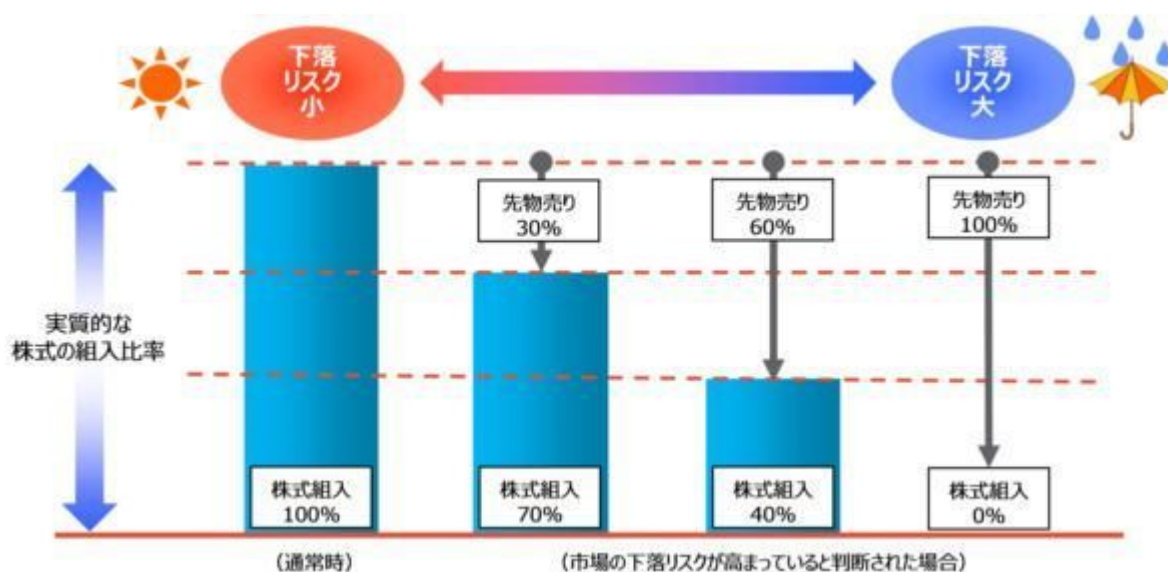 下落
リスク
小
下落
リスク
大
先物売り
30%
先物売り
60%
先物売り
100%
実質的な
株式の組入比率
株式組入
100%
株式組入
70%
株式組入
40%
株式組入
0%
（通常時）
（市場の下落リスクが高まっていると判断された場合）